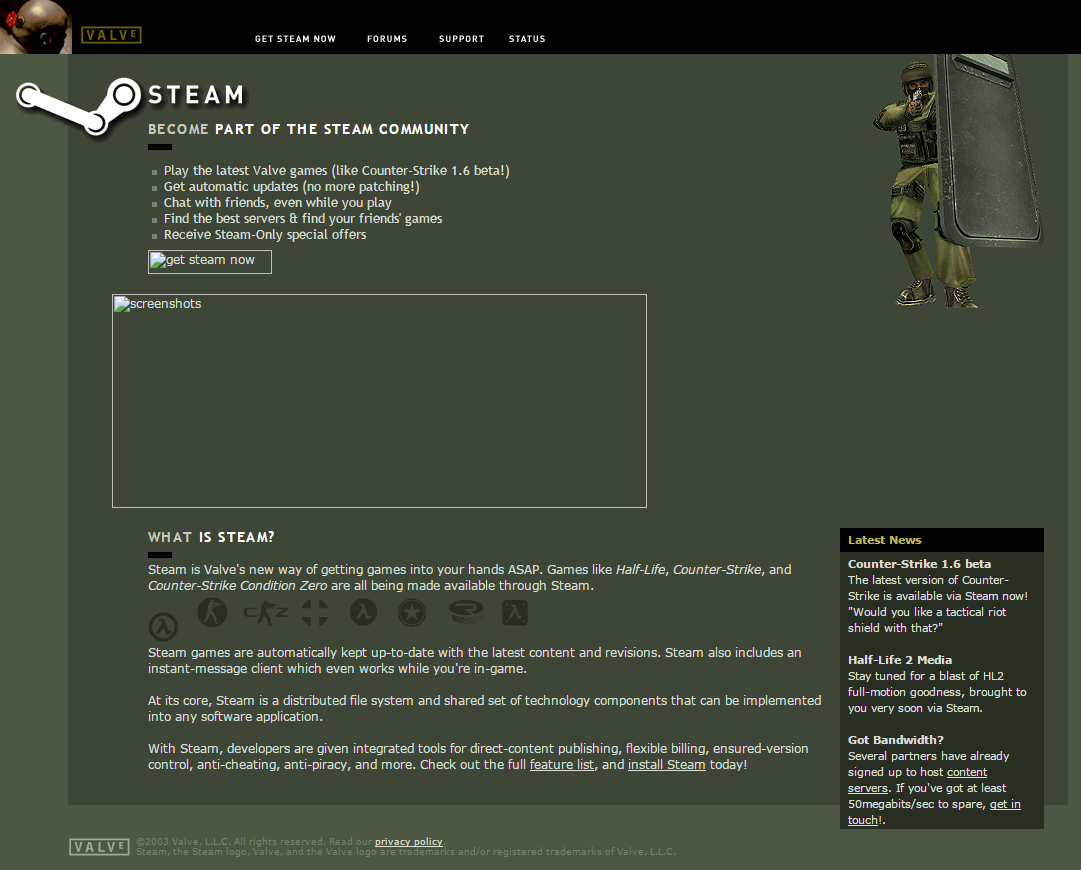 VALVE
GET STEAM NOW
FORUMS
SUPPORT
STATUS
STEAM
BECOME PART OF THE STEAM COMMUNITY
Play the latest Valve games (like Counter-Strike 1.6 beta!)
Get automatic updates (no more patching!)
Chat with friends, even while you play
Find the best servers & find your friends' games
Receive Steam-Only special offers
get steam now
screenshots
WHAT IS STEAM?
Steam is Valve's new way of getting games into your hands ASAP. Games like Half-Life, Counter-Strike, and
Counter-Strike Condition Zero are all being made available through Steam.
Steam games are automatically kept up-to-date with the latest content and revisions. Steam also includes an
instant-message client which even works while you're in-game.
At its core, Steam is a distributed file system and shared set of technology components that can be implemented
into any software application.
With Steam, developers are given integrated tools for direct-content publishing, flexible billing, ensured-version
control, anti-cheating, anti-piracy, and more. Check out the full feature list, and install Steam today!
Latest News
Counter-Strike 1.6 beta
The latest version of Counter-
Strike is available via Steam now!
"Would you like a tactical riot
shield with that?"
Half-Life 2 Media
Stay tuned for a blast of HL2
full-motion goodness, brought to
you very soon via Steam.
Got Bandwidth?
Several partners have already
signed up to host content
servers. If you've got at least
50megabits/sec to spare, get in
touch!.
VALVE
©2003 Valve, L.L.C. All rights reserved. Read our privacy policy.
Steam, the Steam logo, Valve, and the Valve logo are trademarks and/or registered trademarks of Valve, L.L.C.